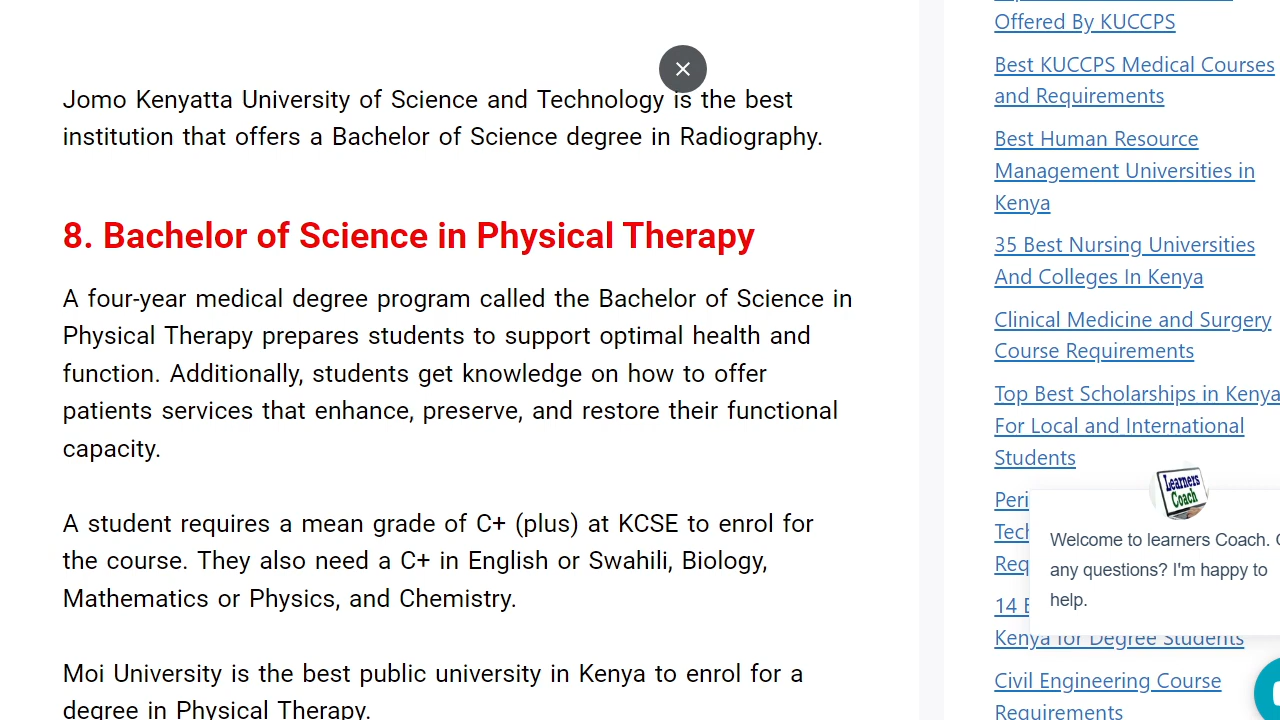 Jomo Kenyatta University of Science and Technology is the best
institution that offers a Bachelor of Science degree in Radiography.
8. Bachelor of Science in Physical Therapy
A four-year medical degree program called the Bachelor of Science in
Physical Therapy prepares students to support optimal health and
function. Additionally, students get knowledge on how to offer
patients services that enhance, preserve, and restore their functional
capacity.
A student requires a mean grade of C+ (plus) at KCSE to enrol for
the course. They also need a C+ in English or Swahili, Biology,
Mathematics or Physics, and Chemistry.
Moi University is the best public university in Kenya to enrol for a
degree in Physical Therapy.
Offered By KUCCPS
Best KUCCPS Medical Courses
and Requirements
Best Human Resource
Management Universities in
Kenya
35 Best Nursing Universities
And Colleges In Kenya
Clinical Medicine and Surgery
Course Requirements
Top Best Scholarships in Kenya
For Local and International
Students
14
Kenya for Degree Students
Civil Engineering Course
Requirements
Learners
Coach
Welcome to learners Coach.
any questions? I'm happy to
help.